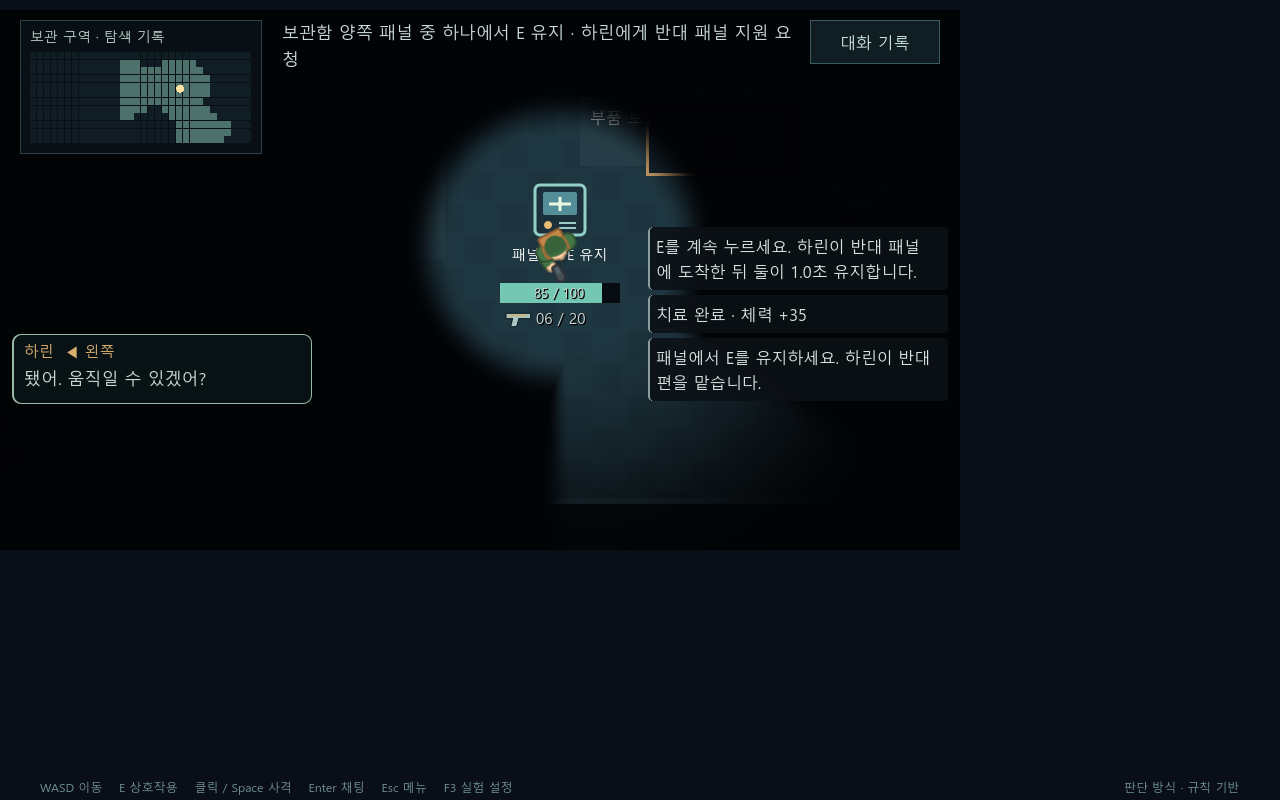 보관 구역 · 탐색 기록
보관함 양쪽 패널 중 하나에서 E 유지 · 하린에게 반대 패널 지원 요
청
대화 기록
부품
E를 계속 누르세요. 하린이 반대 패널
에 도착한 뒤 둘이 1.0초 유지합니다.
E 유지
85 / 100
치료 완료 · 체력 +35
06 / 20
하린 ◀ 왼쪽
됐어. 움직일 수 있겠어?
패널에서 E를 유지하세요. 하린이 반대
편을 맡습니다.
WASD 이동 E 상호작용 클릭 / Space 사격 Enter 채팅 Esc 메뉴 F3 실험 설정
판단 방식 · 규칙 기반